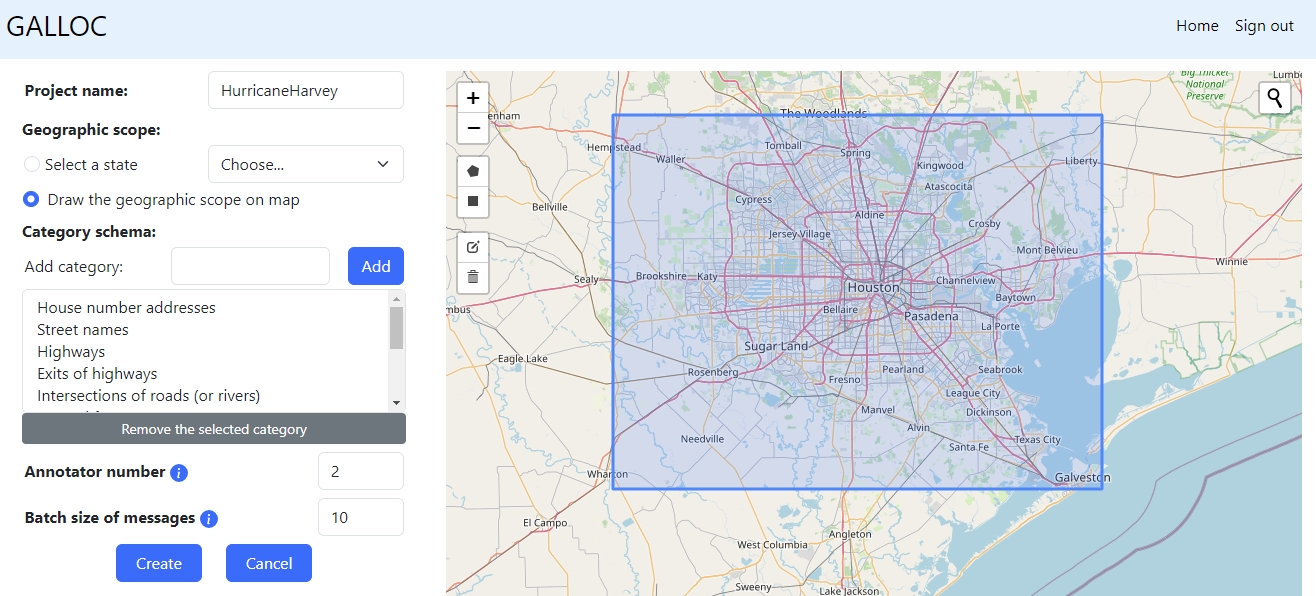 GALLOC
Home Sign out
Project name: HurricaneHarvey
Geographic scope:
Select a state Choose...
Draw the geographic scope on map
Category schema:
Add category: Add
House number addresses
Street names
Highways
Exits of highways
Intersections of roads (or rivers)
Remove the selected category
Annotator number i 2
Batch size of messages i 10
Create Cancel
+
−
Big Thicket
National
Preserve
Lumbe
enham
The Woodlands
Hempstead
Waller
Tomball
Spring
Kingwood
Liberty
Atascocita
Cypress
Bellville
Aldine
Crosby
Jersey Village
Mont Belvieu
Winnie
Sealy
Brookshire
Katy
Houston
Channelview
Baytown
mbus
Bellaire
Pasadena
La Porte
Sugar Land
Eagle Lake
Rosenberg
Fresno
Pearland
Seabrook
League City
Manvel
Dickinson
Alvin
Needville
Santa Fe
Texas City
Wharton
Galveston
El Campo
Angleton
West Columbia
Sweeny
Lake Jackson